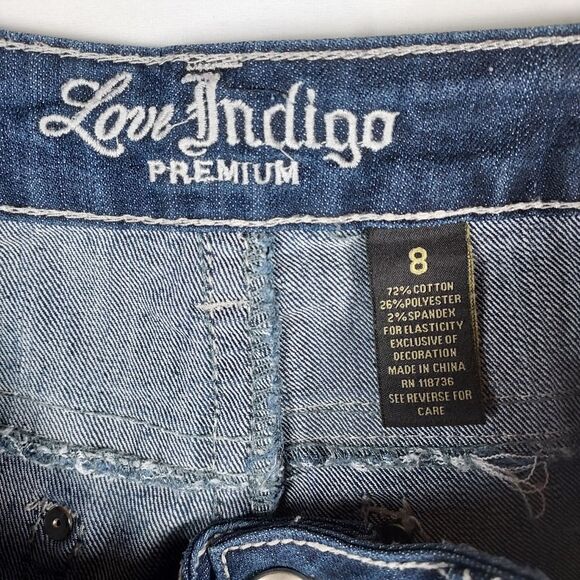 Love Indigo
PREMIUM
8
72% COTTON
26% POLYESTER
2% SPANDEX
FOR ELASTICITY
EXCLUSIVE OF
DECORATION
MADE IN CHINA
RN 118736
SEE REVERSE FOR
CARE